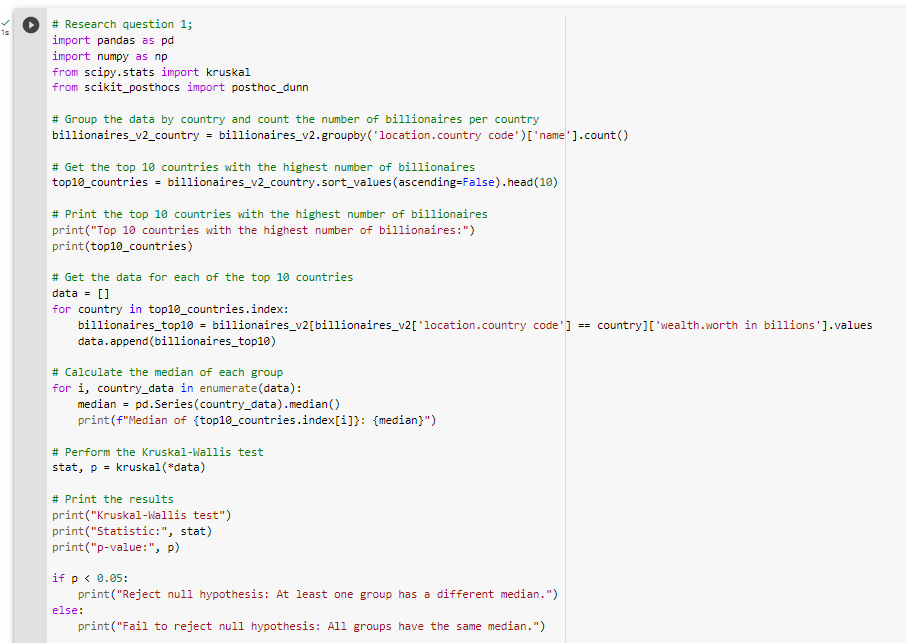 1s
# Research question 1;
import pandas as pd
import numpy as np
from scipy.stats import kruskal
from scikit_posthocs import posthoc_dunn

# Group the data by country and count the number of billionaires per country
billionaires_v2_country = billionaires_v2.groupby('location.country code')['name'].count()

# Get the top 10 countries with the highest number of billionaires
top10_countries = billionaires_v2_country.sort_values(ascending=False).head(10)

# Print the top 10 countries with the highest number of billionaires
print("Top 10 countries with the highest number of billionaires:")
print(top10_countries)

# Get the data for each of the top 10 countries
data = []
for country in top10_countries.index:
    billionaires_top10 = billionaires_v2[billionaires_v2['location.country code'] == country]['wealth.worth in billions'].values
    data.append(billionaires_top10)

# Calculate the median of each group
for i, country_data in enumerate(data):
    median = pd.Series(country_data).median()
    print(f"Median of {top10_countries.index[i]}: {median}")

# Perform the Kruskal-Wallis test
stat, p = kruskal(*data)

# Print the results
print("Kruskal-Wallis test")
print("Statistic:", stat)
print("p-value:", p)

if p < 0.05:
    print("Reject null hypothesis: At least one group has a different median.")
else:
    print("Fail to reject null hypothesis: All groups have the same median.")